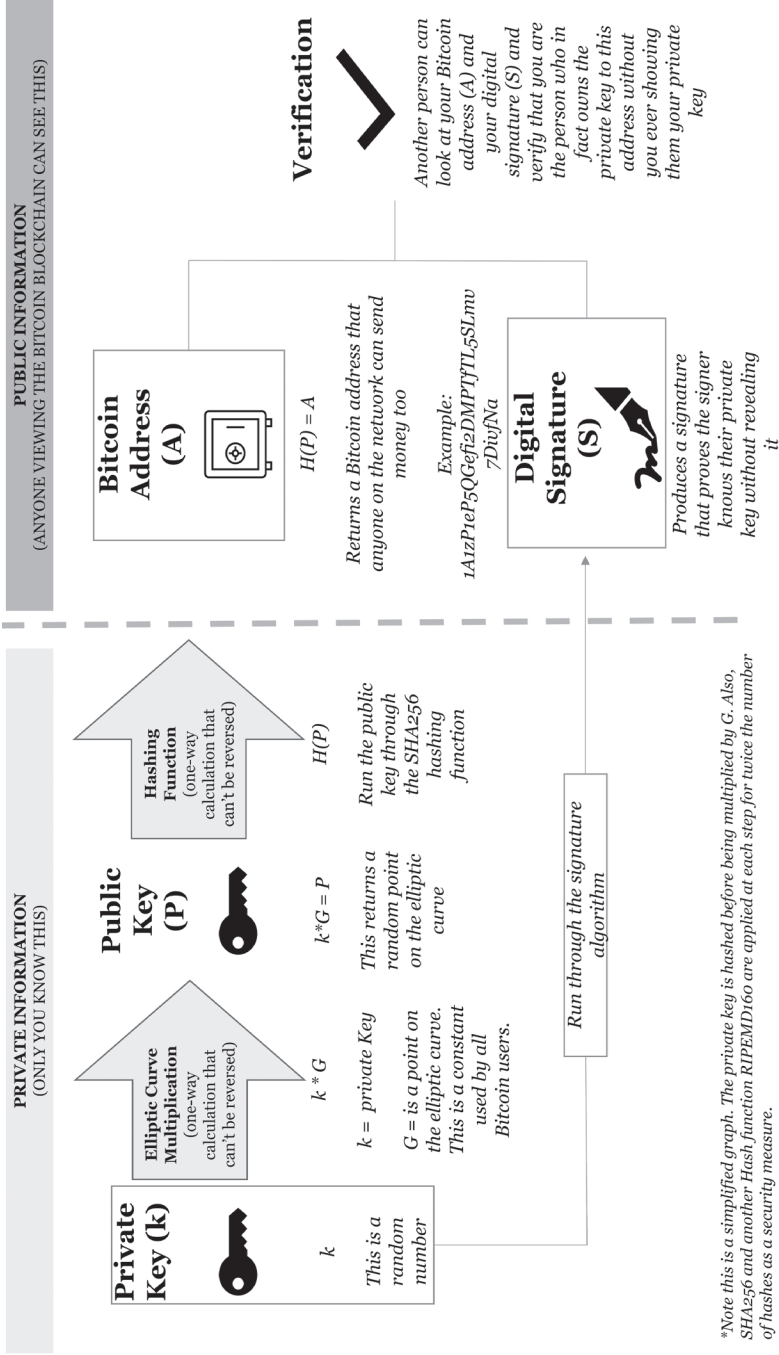 PRIVATE INFORMATION
(ONLY YOU KNOW THIS)
PUBLIC INFORMATION
(ANYONE VIEWING THE BITCOIN BLOCKCHAIN CAN SEE THIS)
Private
Key (k)
k
This is a
random
number
Elliptic Curve
Multiplication
(one-way
calculation that
can't be reversed)
k * G
k = private Key
G = is a point on
the elliptic curve.
This is a constant
used by all
Bitcoin users.
Public
Key
(P)
k*G = P
This returns a
random point
on the elliptic
curve
Hashing
Function
(one-way
calculation that
can't be reversed)
H(P)
Run the public
key through
the SHA256
hashing
function
Bitcoin
Address
(A)
H(P) = A
Returns a Bitcoin address that
anyone on the network can send
money too
Example:
1A1zP1eP5QGefi2DMPTfTL5SLmv
7DivfNa
Run through the signature
algorithm
Digital
Signature
(S)
Produces a signature
that proves the signer
knows their private
key without revealing
it
Verification
Another person can
look at your Bitcoin
address (A) and
your digital
signature (S) and
verify that you are
the person who in
fact owns the
private key to this
address without
you ever showing
them your private
key
*Note this is a simplified graph. The private key is hashed before being multiplied by G. Also,
SHA256 and another Hash function RIPEMD160 are applied at each step for twice the number
of hashes as a security measure.